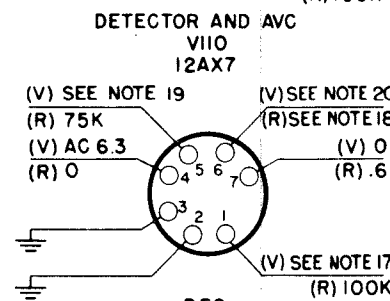 DETECTOR AND AVC
V110
12AX7
(V) SEE NOTE 19
(R) 75K
(V) SEE NOTE 20
(R) SEE NOTE 18
(V) AC 6.3
(R) 0
(V) 0
(R) .6
5
6
4
7
3
2
1
(V) SEE NOTE 17
(R) 100K